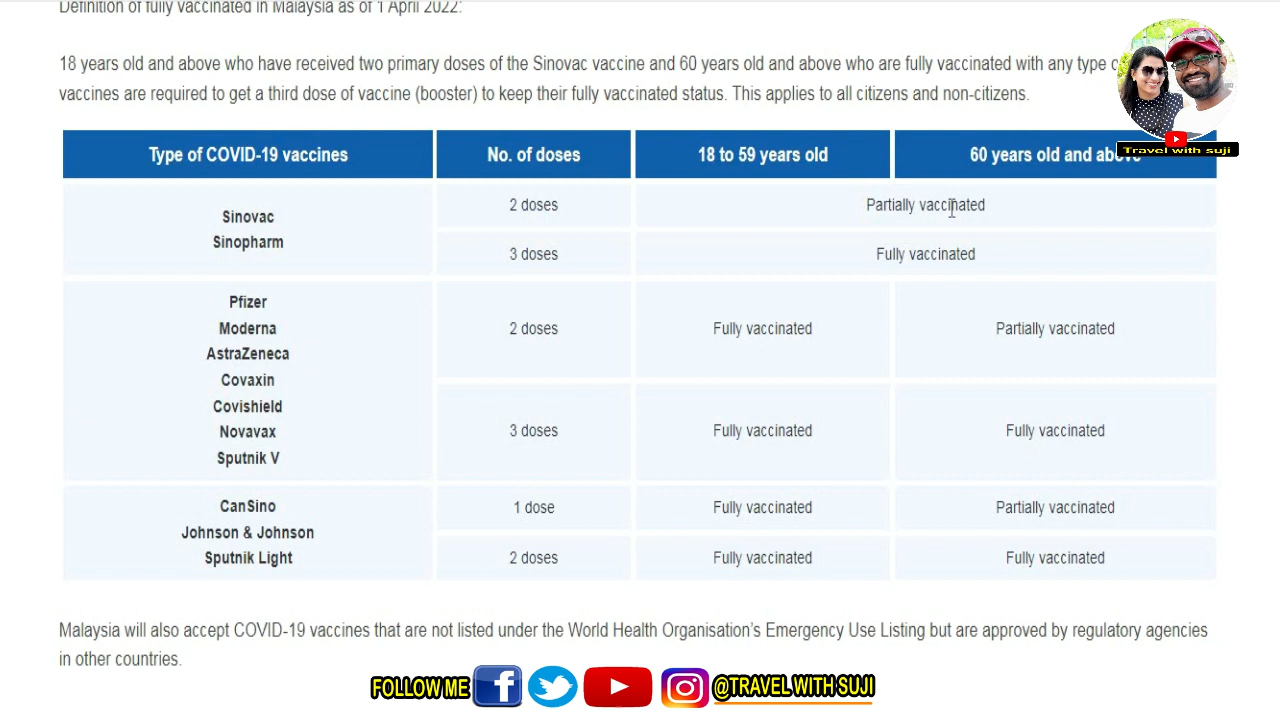 Definition of fully vaccinated in Malaysia as of 1 April 2022:
18 years old and above who have received two primary doses of the Sinovac vaccine and 60 years old and above who are fully vaccinated with any type
vaccines are required to get a third dose of vaccine (booster) to keep their fully vaccinated status. This applies to all citizens and non-citizens.
Type of COVID-19 vaccines No. of doses 18 to 59 years old 60 years old and above
Sinovac
Sinopharm
2 doses Partially vaccinated
3 doses Fully vaccinated
Pfizer
Moderna
AstraZeneca
Covaxin
Covishield
Novavax
Sputnik V
2 doses Fully vaccinated Partially vaccinated
3 doses Fully vaccinated Fully vaccinated
CanSino
Johnson & Johnson
Sputnik Light
1 dose Fully vaccinated Partially vaccinated
2 doses Fully vaccinated Fully vaccinated
Malaysia will also accept COVID-19 vaccines that are not listed under the World Health Organisation's Emergency Use Listing but are approved by regulatory agencies
in other countries.
Travel with suji
FOLLOW ME @TRAVEL WITH SUJI